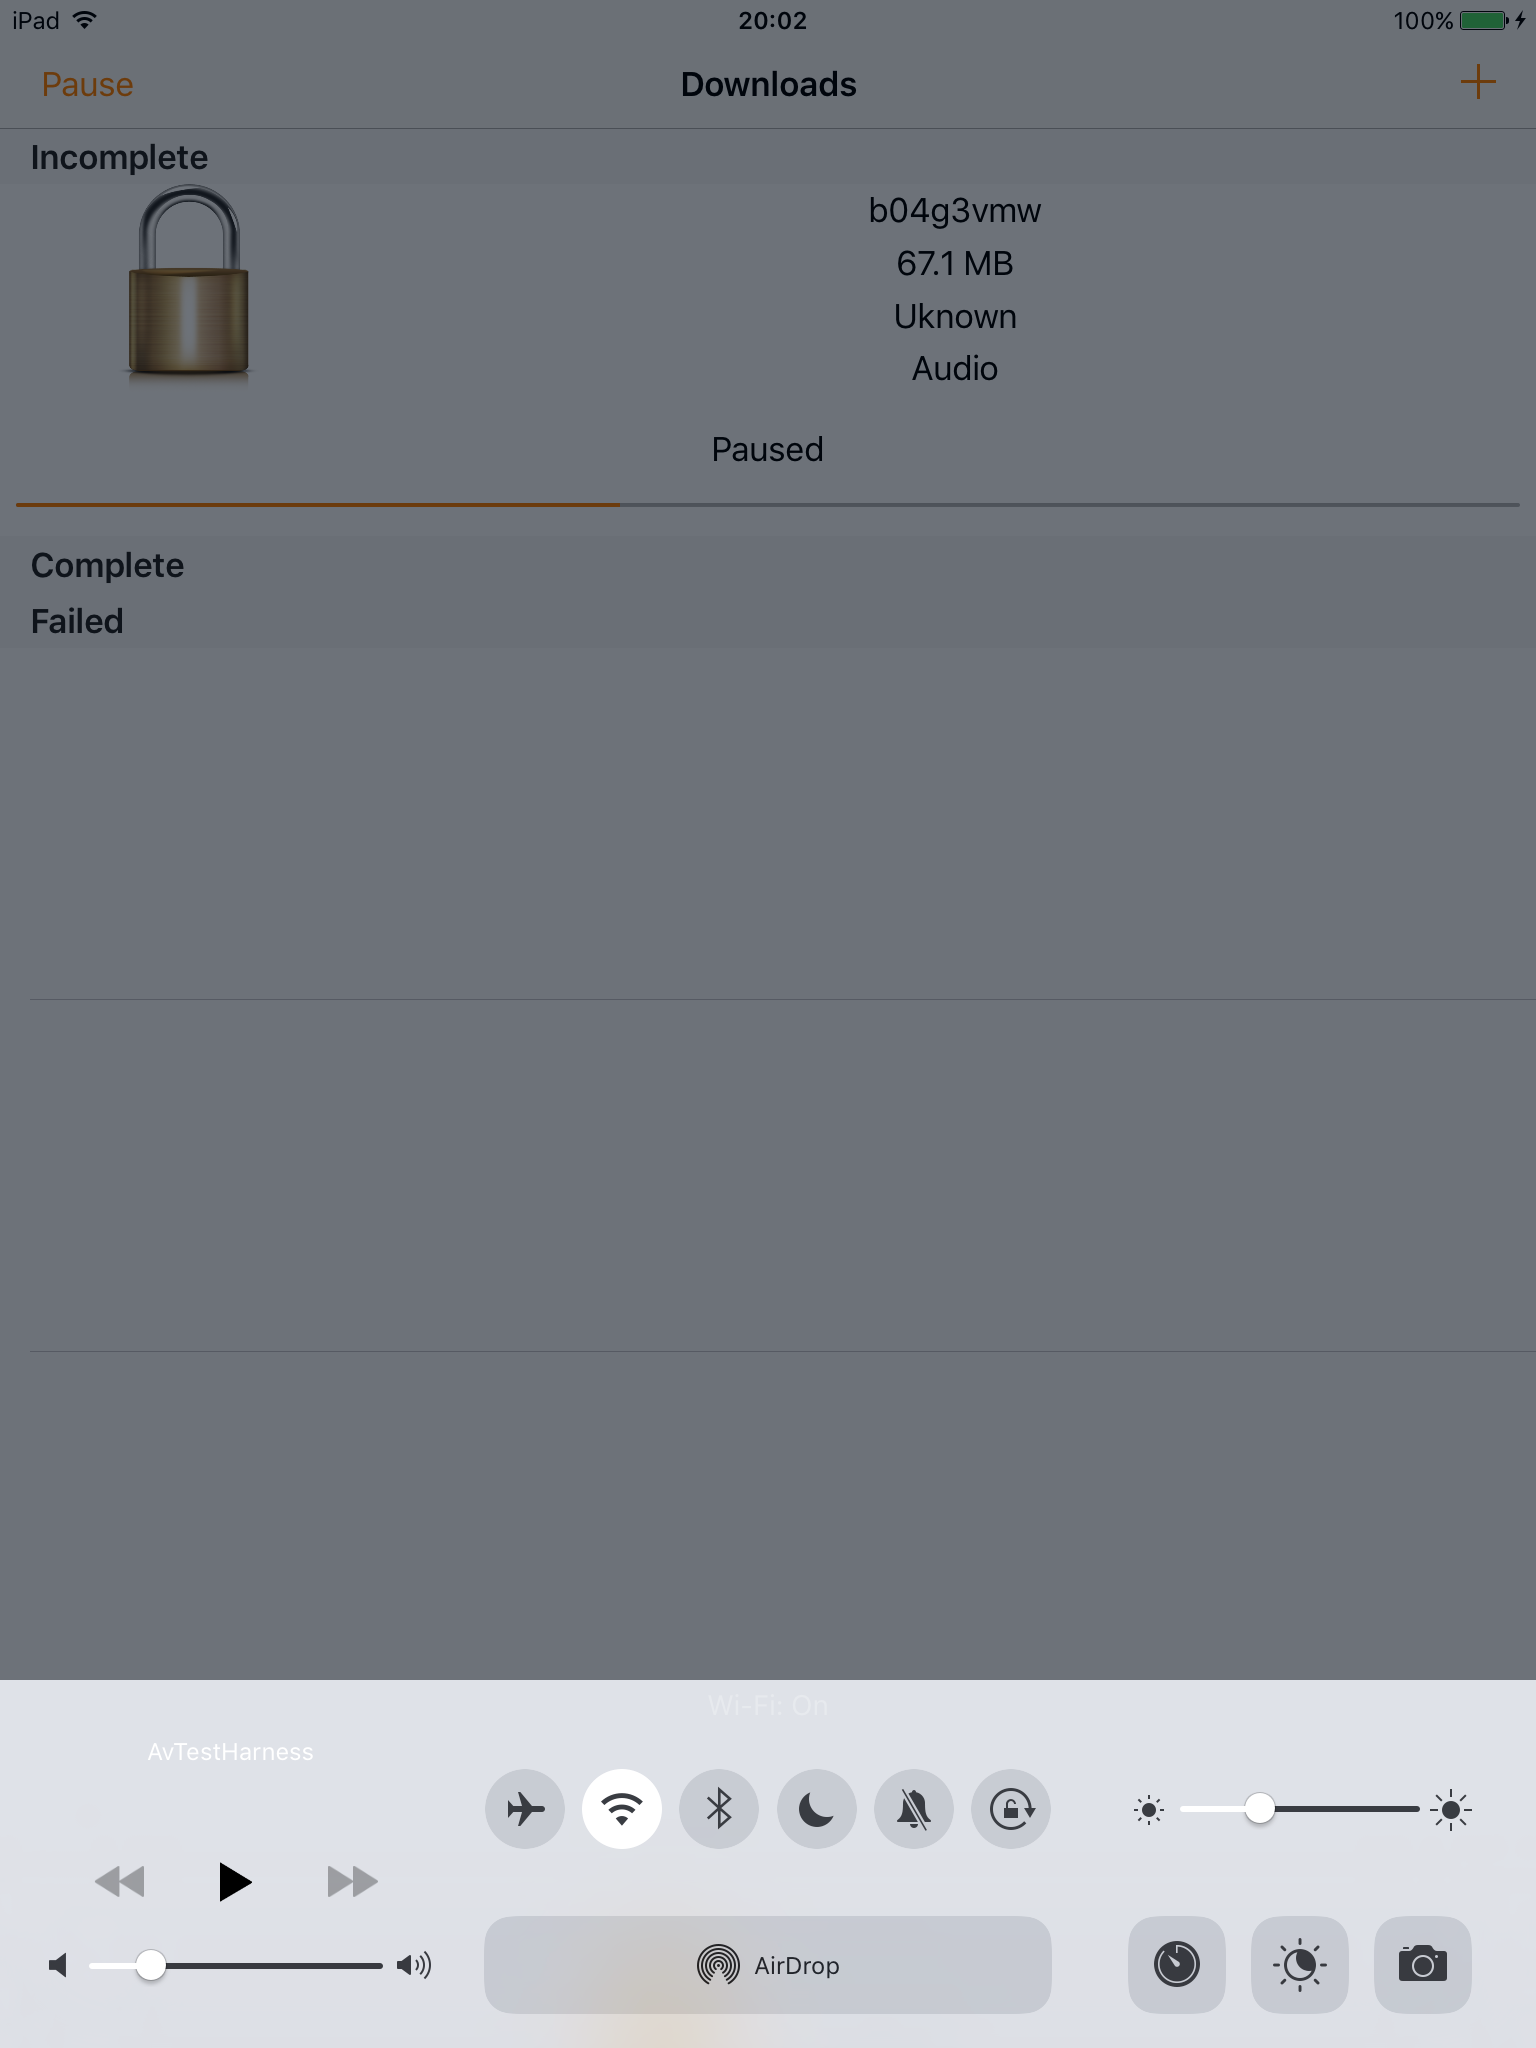 iPad 20:02 100%
Pause Downloads +
Incomplete
b04g3vmw
67.1 MB
Uknown
Audio
Paused
Complete
Failed
Wi-Fi: On
AvTestHarness
AirDrop